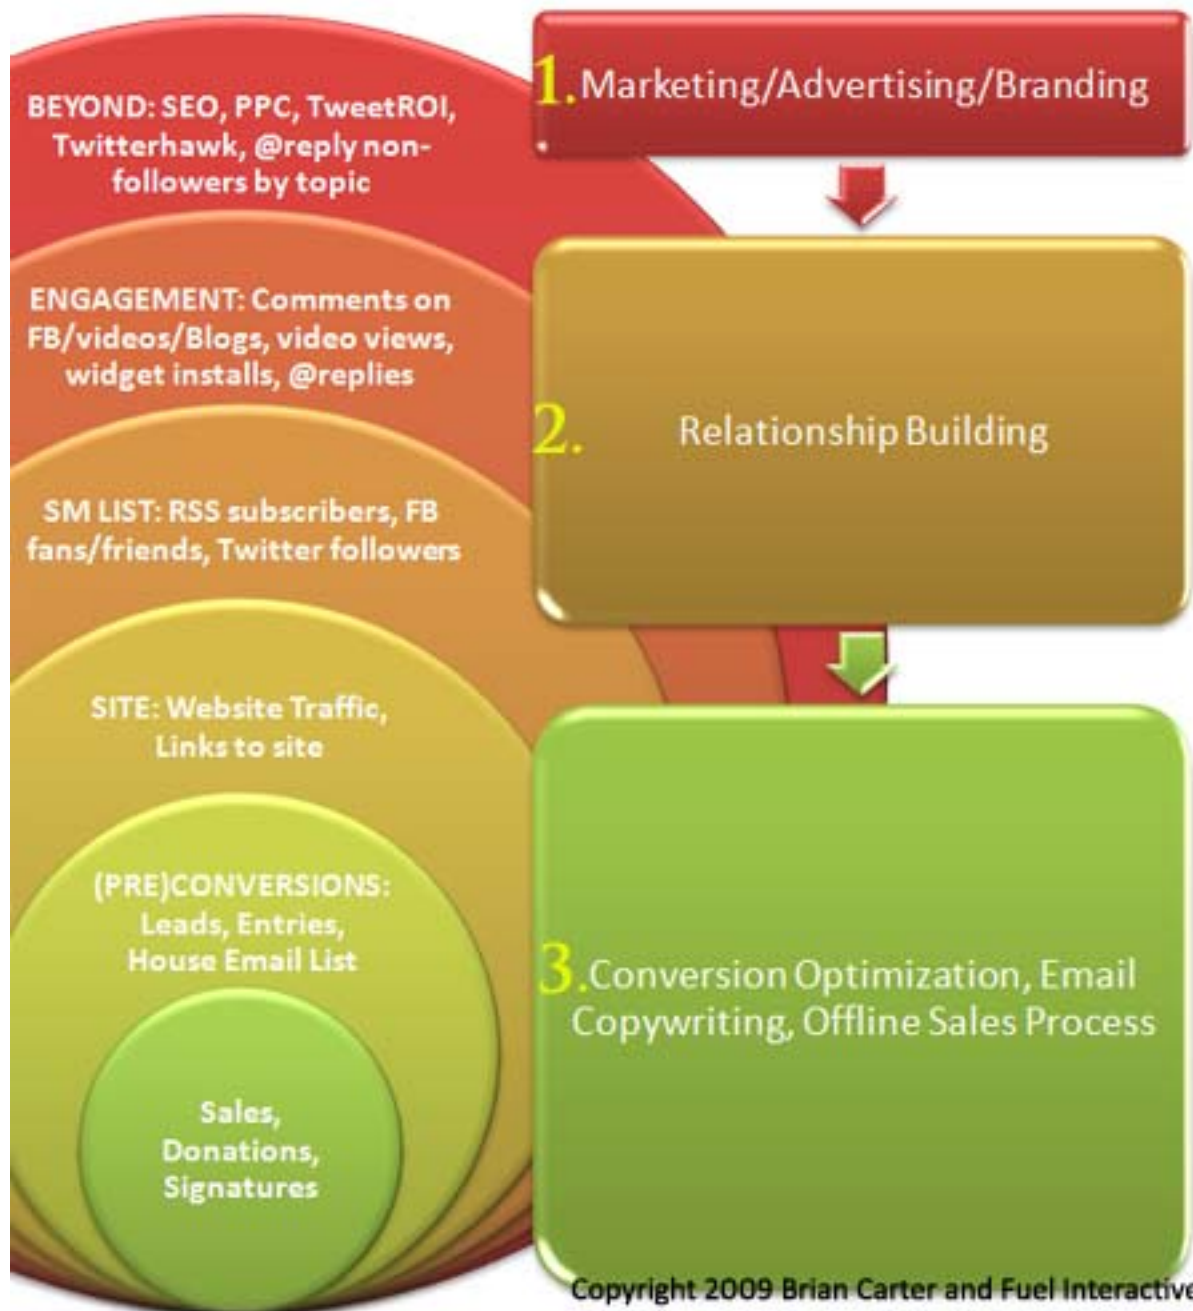 BEYOND: SEO, PPC, TweetROI,
Twitterhawk, @reply non-
followers by topic
ENGAGEMENT: Comments on
FB/videos/Blogs, video views,
widget installs, @replies
SM LIST: RSS subscribers, FB
fans/friends, Twitter followers
SITE: Website Traffic,
Links to site
(PRE)CONVERSIONS:
Leads, Entries,
House Email List
Sales,
Donations,
Signatures
1. Marketing/Advertising/Branding
2. Relationship Building
3. Conversion Optimization, Email
Copywriting, Offline Sales Process
Copyright 2009 Brian Carter and Fuel Interactive